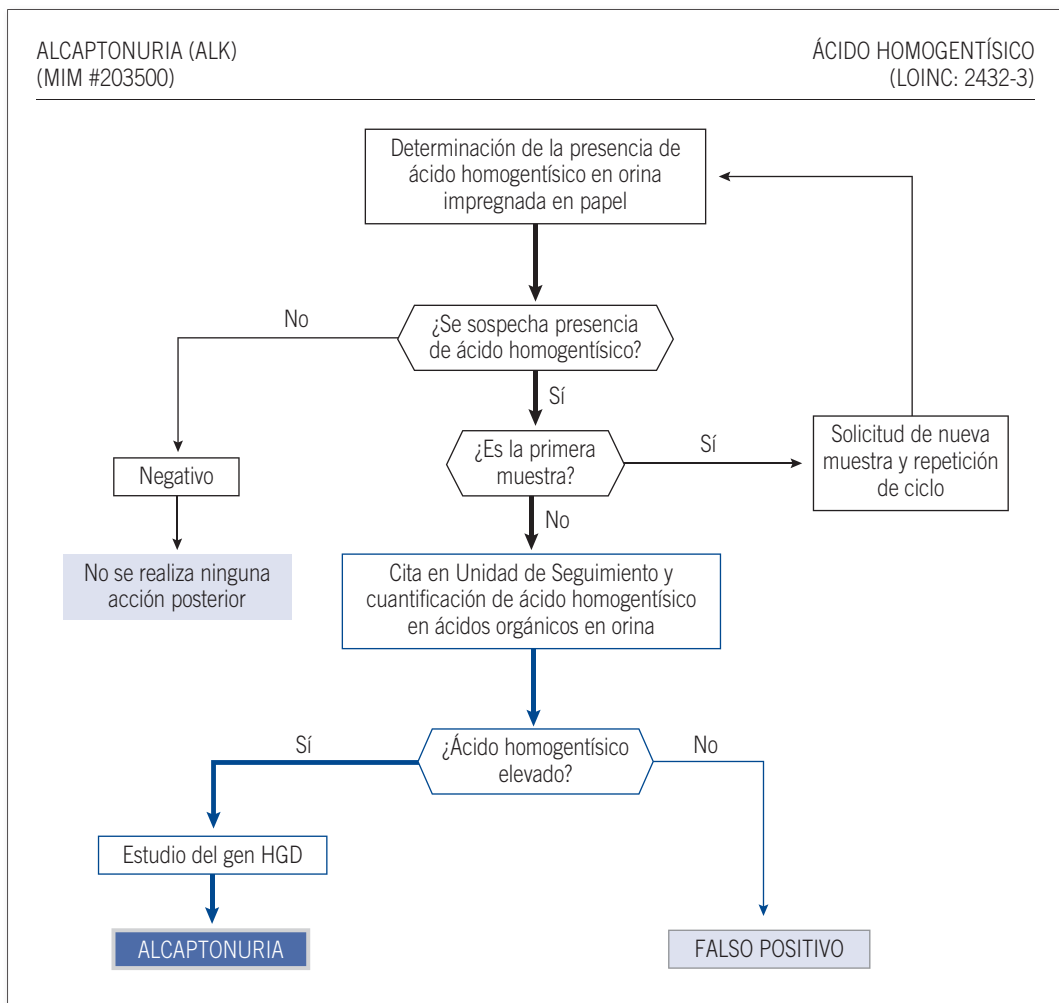 ALCAPTONURIA (ALK)
(MIM #203500)
ÁCIDO HOMOGENTÍSICO
(LOINC: 2432-3)
Determinación de la presencia de
ácido homogentísico en orina
impregnada en papel
No
¿Se sospecha presencia
de ácido homogentísico?
Sí
¿Es la primera
muestra?
Sí
Solicitud de nueva
muestra y repetición
de ciclo
Negativo
No
No se realiza ninguna
acción posterior
Cita en Unidad de Seguimiento y
cuantificación de ácido homogentísico
en ácidos orgánicos en orina
Sí
¿Ácido homogentísico
elevado?
No
Estudio del gen HGD
ALCAPTONURIA
FALSO POSITIVO